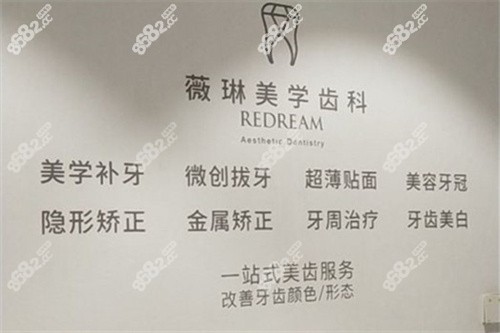 薇琳美学齿科
REDREAM
Aesthetic Dentistry
美学补牙 微创拔牙 超薄贴面 美容牙冠
隐形矫正 金属矫正 牙周治疗 牙齿美白
一站式美齿服务
改善牙齿颜色/形态